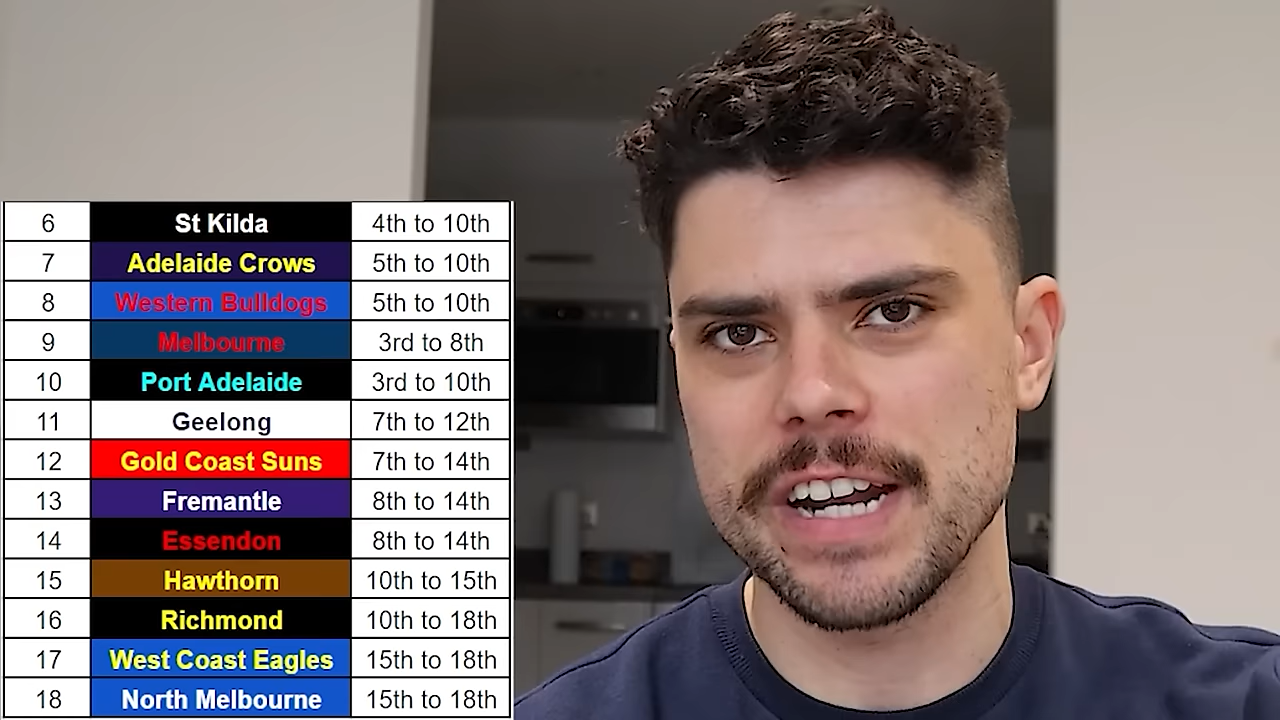 6 St Kilda 4th to 10th
7 Adelaide Crows 5th to 10th
8 Western Bulldogs 5th to 10th
9 Melbourne 3rd to 8th
10 Port Adelaide 3rd to 10th
11 Geelong 7th to 12th
12 Gold Coast Suns 7th to 14th
13 Fremantle 8th to 14th
14 Essendon 8th to 14th
15 Hawthorn 10th to 15th
16 Richmond 10th to 18th
17 West Coast Eagles 15th to 18th
18 North Melbourne 15th to 18th